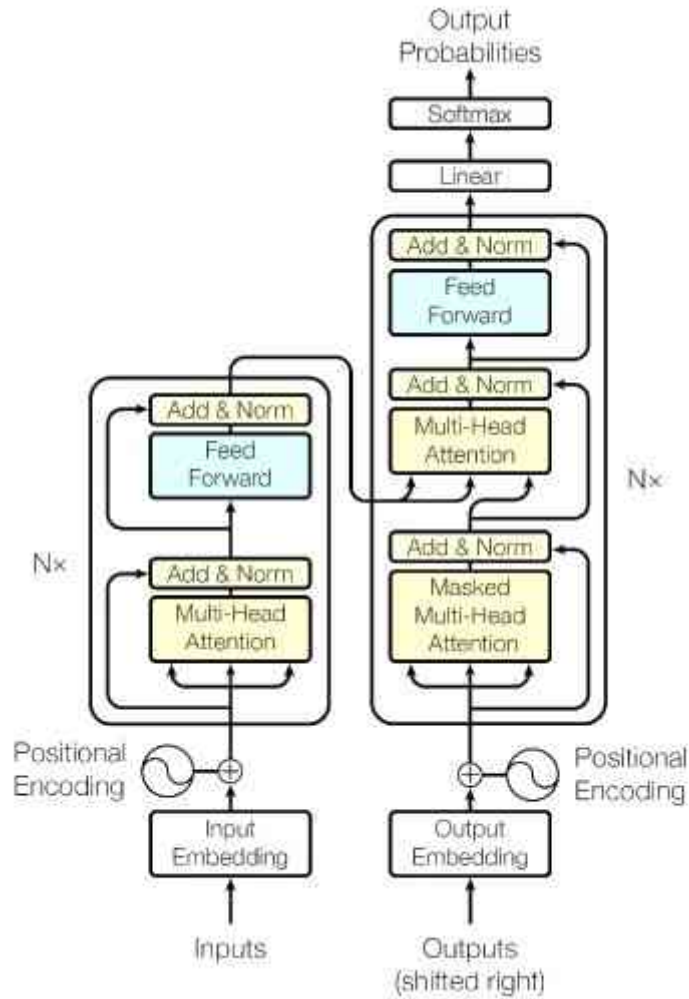 Output
Probabilities
Softmax
Linear
Add & Norm
Feed
Forward
Add & Norm
Multi-Head
Attention
N×
Add & Norm
Masked
Multi-Head
Attention
Add & Norm
Feed
Forward
N×
Add & Norm
Multi-Head
Attention
Positional
Encoding
Positional
Encoding
Input
Embedding
Output
Embedding
Inputs
Outputs
(shifted right)